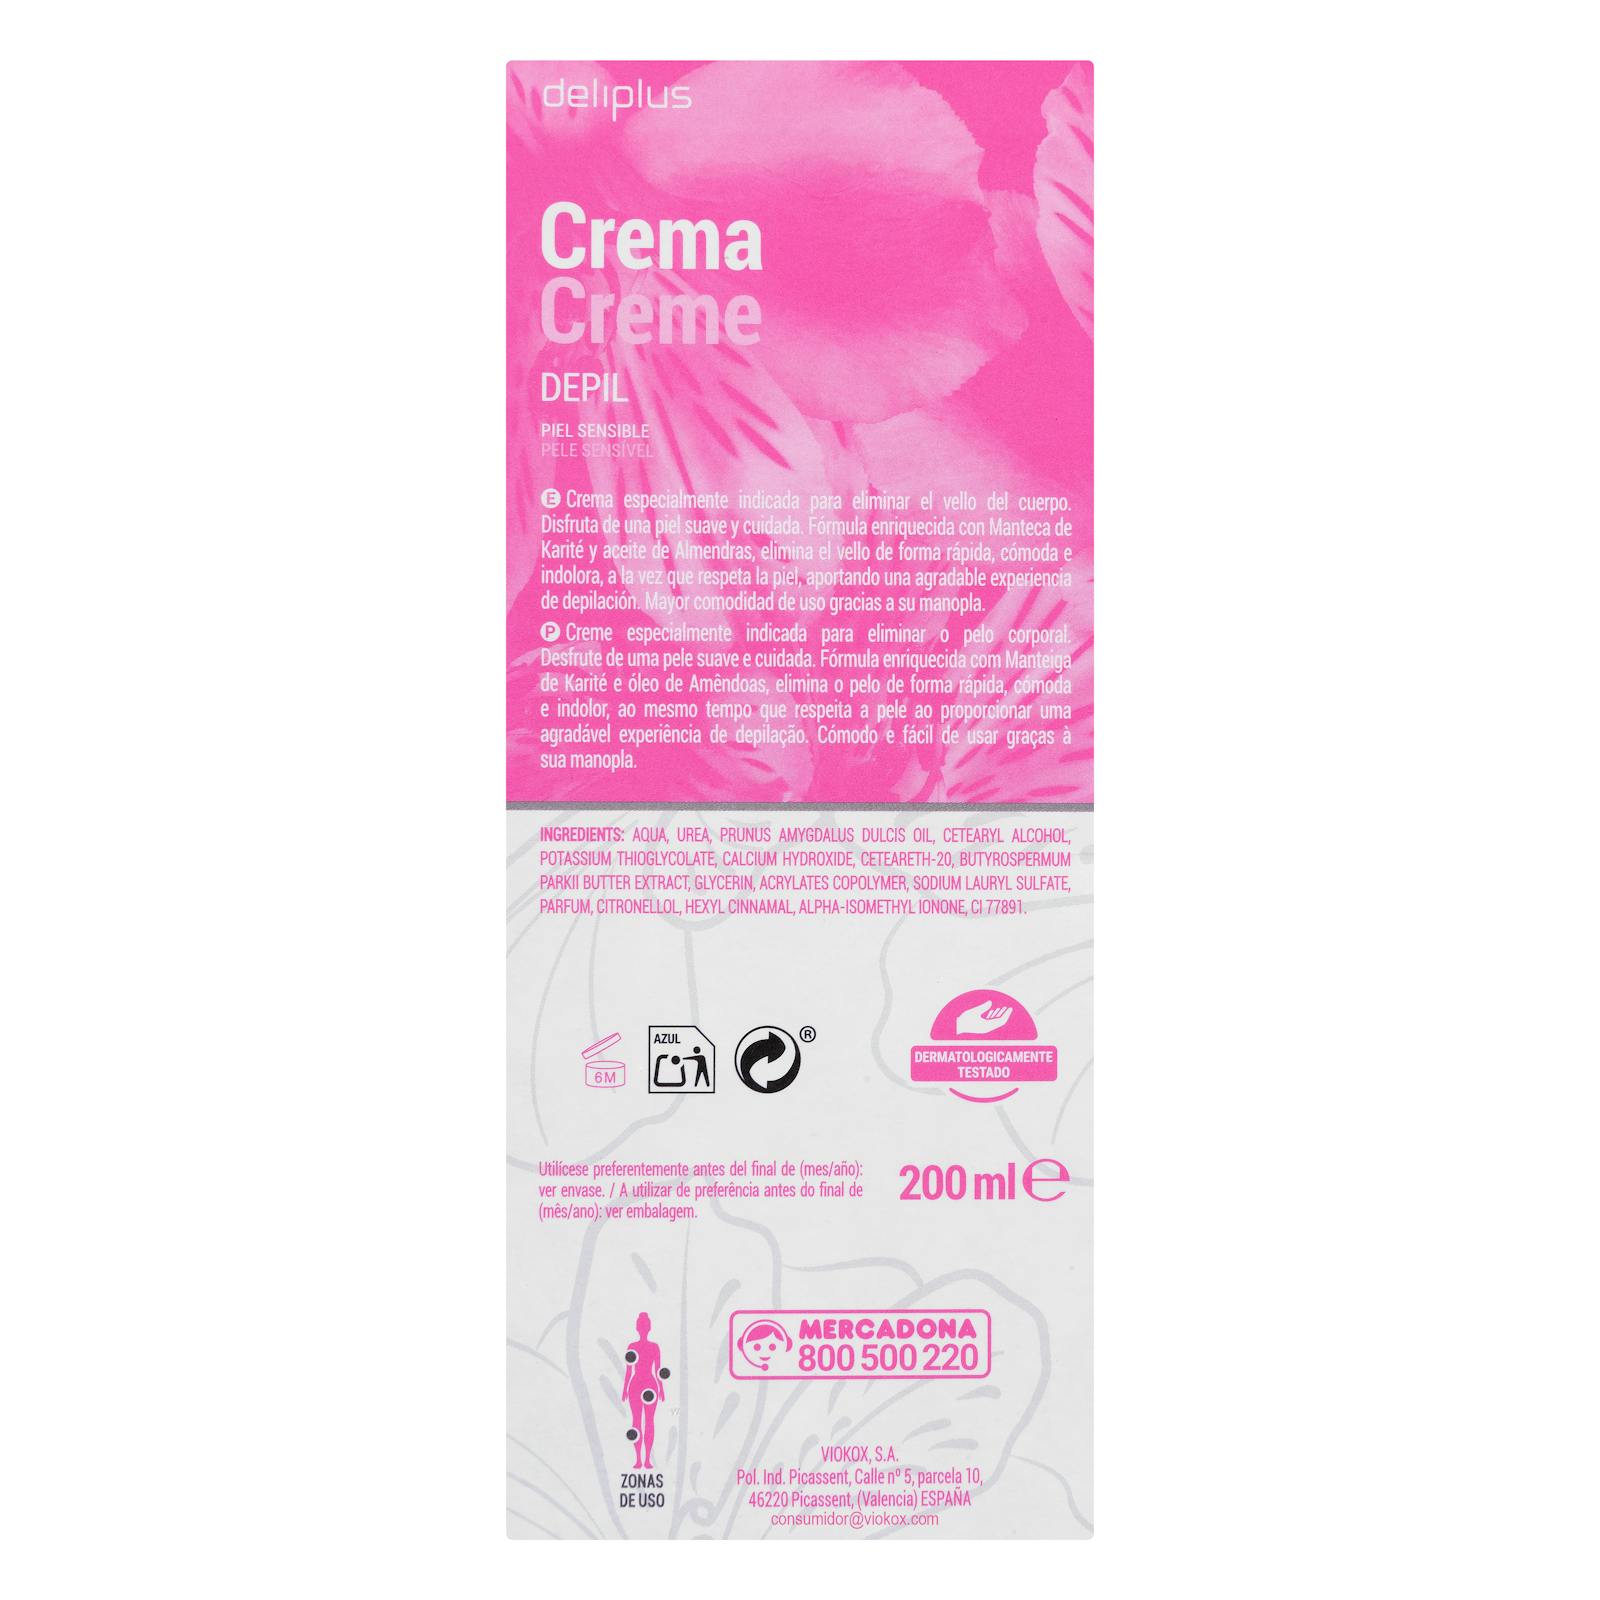 deliplus
Crema
Creme
DEPIL
PIEL SENSIBLE
PELE SENSÍVEL
E Crema especialmente indicada para eliminar el vello del cuerpo.
Disfruta de una piel suave y cuidada. Fórmula enriquecida con Manteca de
Karité y aceite de Almendras, elimina el vello de forma rápida, cómoda e
indolora, a la vez que respeta la piel, aportando una agradable experiencia
de depilación. Mayor comodidad de uso gracias a su manopla.
P Creme especialmente indicada para eliminar o pelo corporal.
Desfrute de uma pele suave e cuidada. Fórmula enriquecida com Manteiga
de Karité e óleo de Amêndoas, elimina o pelo de forma rápida, cómoda
e indolor, ao mesmo tempo que respeita a pele ao proporcionar uma
agradável experiência de depilação. Cómodo e fácil de usar graças à
sua manopla.
INGREDIENTS: AQUA, UREA, PRUNUS AMYGDALUS DULCIS OIL, CETEARYL ALCOHOL,
POTASSIUM THIOGLYCOLATE, CALCIUM HYDROXIDE, CETEARETH-20, BUTYROSPERMUM
PARKII BUTTER EXTRACT, GLYCERIN, ACRYLATES COPOLYMER, SODIUM LAURYL SULFATE,
PARFUM, CITRONELLOL, HEXYL CINNAMAL, ALPHA-ISOMETHYL IONONE, CI 77891.
6M
AZUL
®
DERMATOLOGICAMENTE
TESTADO
Utilícese preferentemente antes del final de (mes/año):
ver envase. / A utilizar de preferência antes do final de
(mês/ano): ver embalagem.
200 ml ℮
MERCADONA
800 500 220
ZONAS
DE USO
VIOKOX, S.A.
Pol. Ind. Picassent, Calle nº 5, parcela 10,
46220 Picassent, (Valencia) ESPAÑA
consumidor@viokox.com